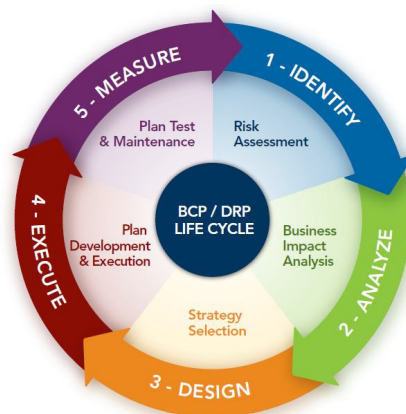 1 - IDENTIFY
Risk
Assessment
2 - ANALYZE
Business
Impact
Analysis
3 - DESIGN
Strategy
Selection
4 - EXECUTE
Plan
Development
& Execution
5 - MEASURE
Plan Test
& Maintenance
BCP / DRP
LIFE CYCLE